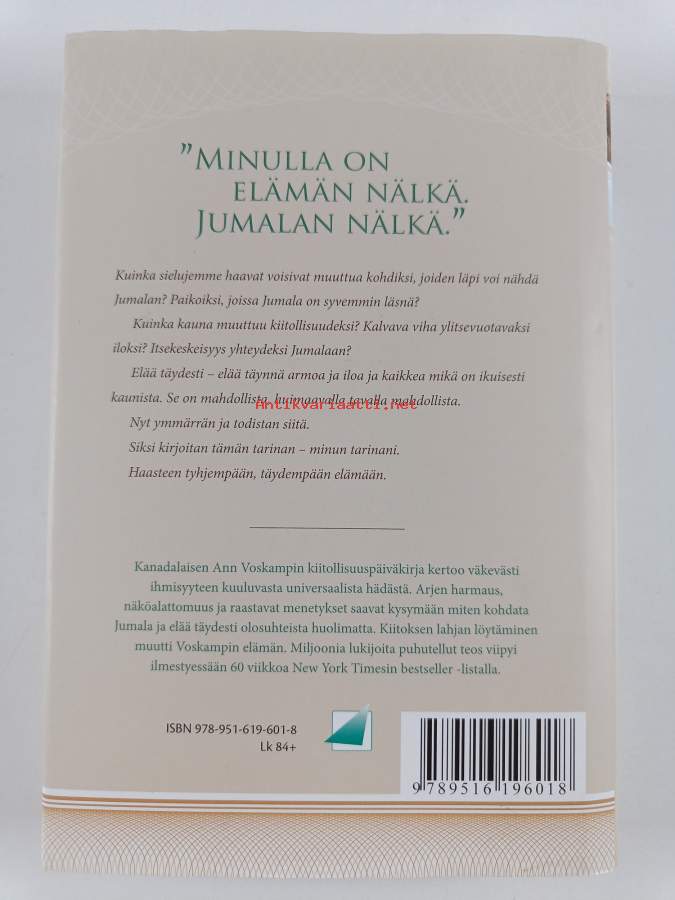 "MINULLA ON
ELÄMÄN NÄLKÄ.
JUMALAN NÄLKÄ."
Kuinka sielujemme haavat voisivat muuttua kohdiksi, joiden läpi voi nähdä
Jumalan? Paikoiksi, joissa Jumala on syvemmin läsnä?
Kuinka kauna muuttuu kiitollisuudeksi? Kalvava viha ylitsevuotavaksi
iloksi? Itsekeskeisyys yhteydeksi Jumalaan?
Elää täydesti – elää täynnä armoa ja iloa ja kaikkea mikä on ikuisesti
kaunista. Se on mahdollista, huimaavalla tavalla mahdollista.
Antikvariaatti.net
Nyt ymmärrän ja todistan siitä.
Siksi kirjoitan tämän tarinan – minun tarinani.
Haasteen tyhjempään, täydempään elämään.
Kanadalaisen Ann Voskampin kiitollisuuspäiväkirja kertoo väkevästi
ihmisyyteen kuuluvasta universaalista hädästä. Arjen harmaus,
näköalattomuus ja raastavat menetykset saavat kysymään miten kohdata
Jumala ja elää täydesti olosuhteista huolimatta. Kiitoksen lahjan löytäminen
muutti Voskampin elämän. Miljoonia lukijoita puhutellut teos viipyi
ilmestyessään 60 viikkoa New York Timesin bestseller -listalla.
ISBN 978-951-619-601-8
Lk 84+
9 789516 196018